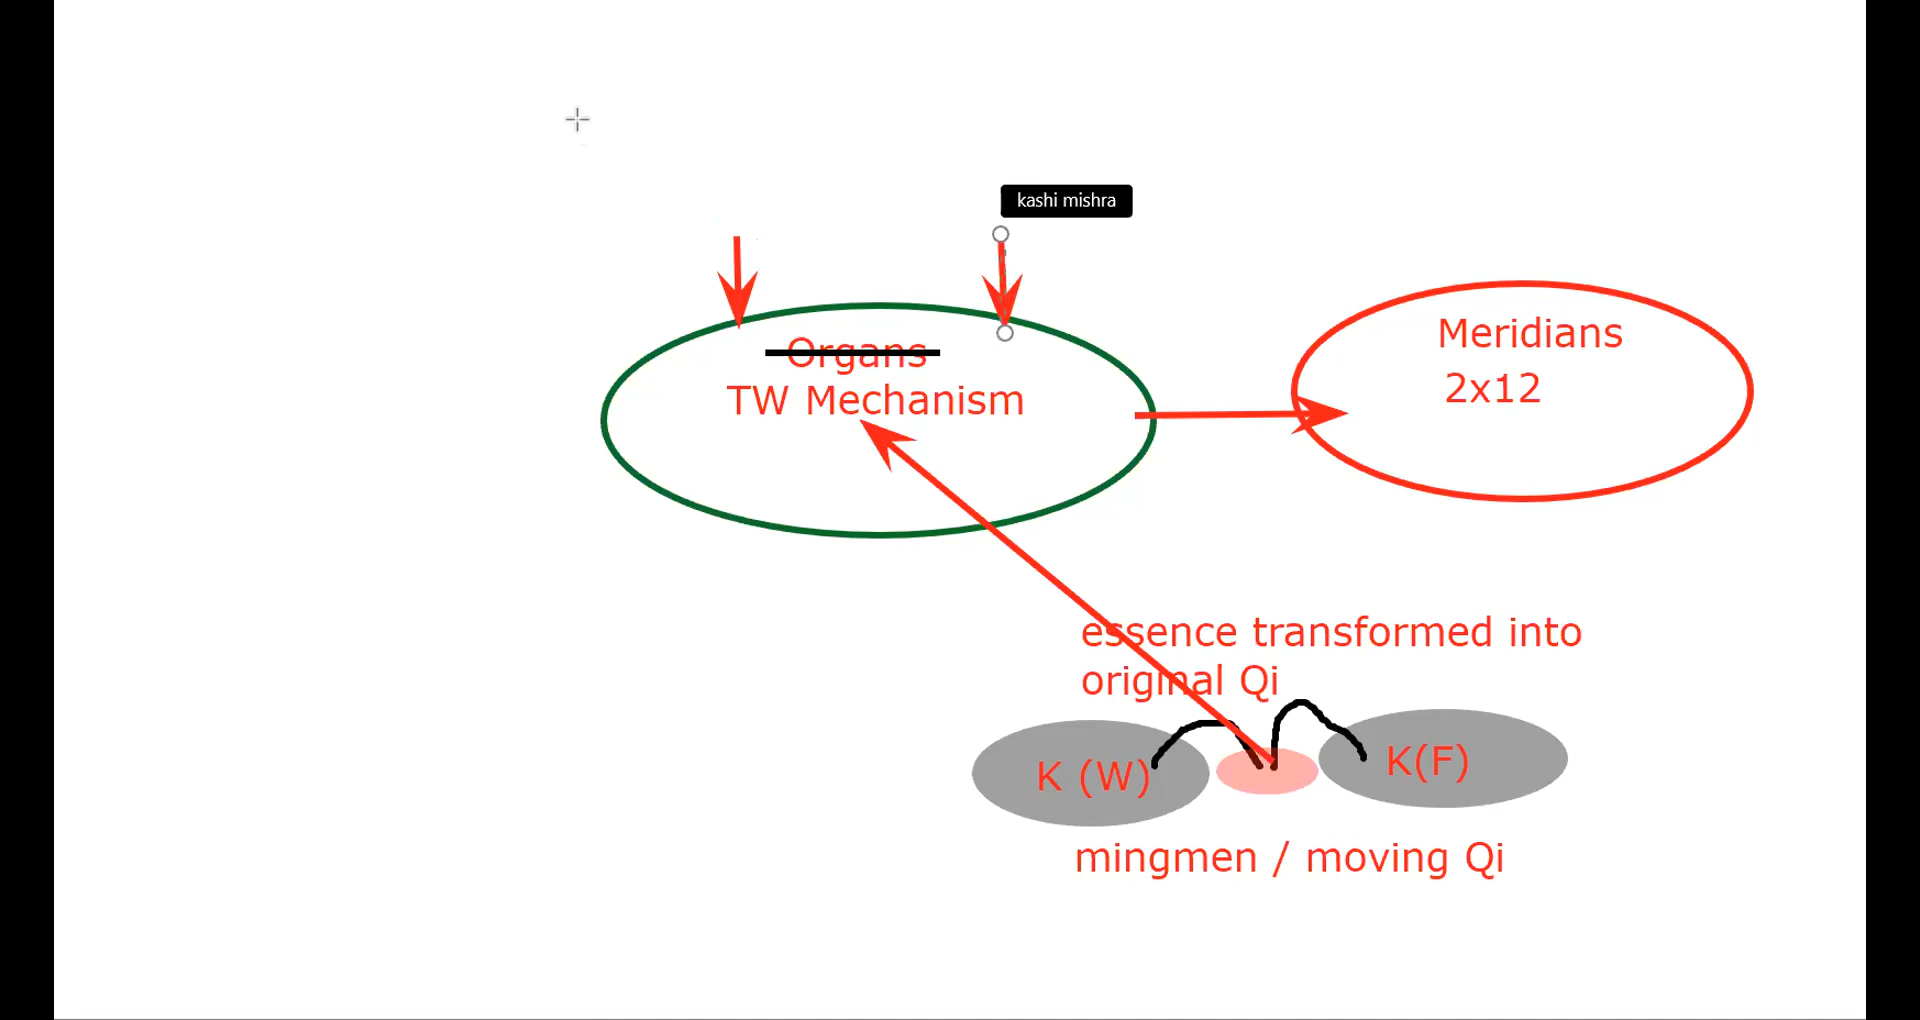 kashi mishra
Organs
TW Mechanism
Meridians
2x12
essence transformed into
original Qi
K (W)
K(F)
mingmen / moving Qi